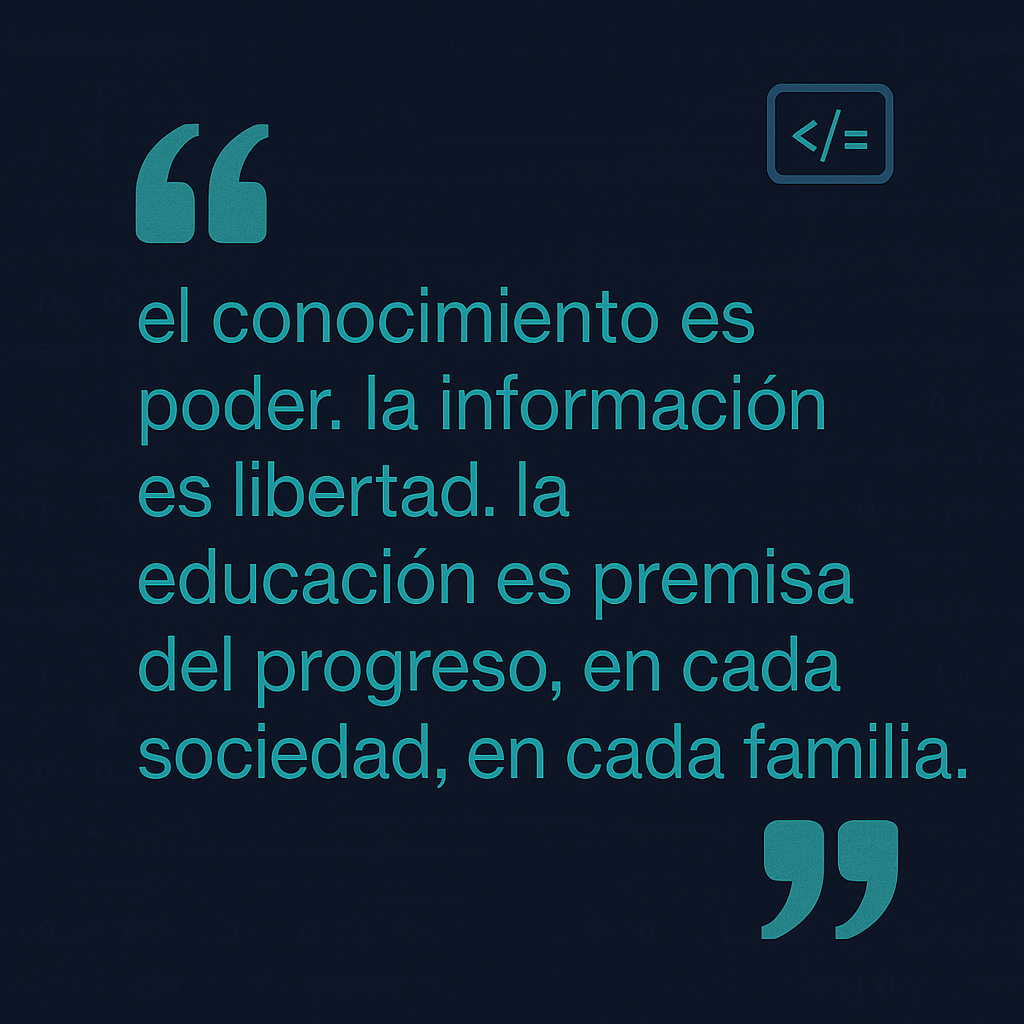 “
</=
el conocimiento es
poder. la información
es libertad. la
educación es premisa
del progreso, en cada
sociedad, en cada familia.
”